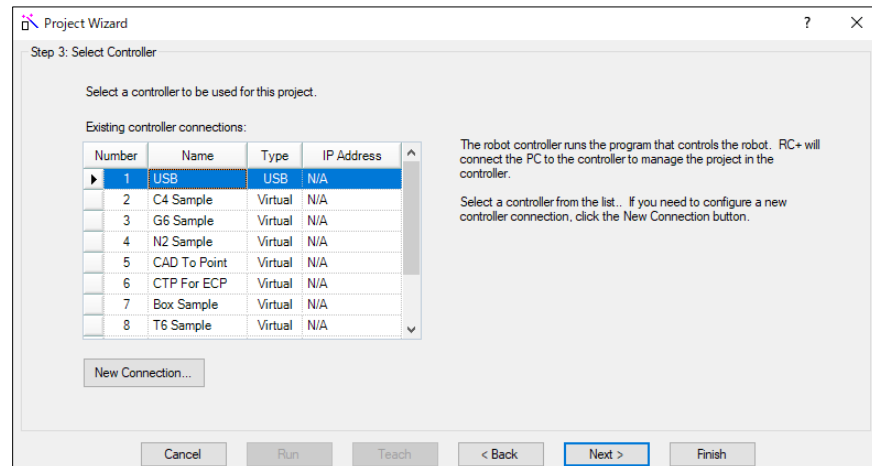 Project Wizard
Step 3: Select Controller
Select a controller to be used for this project.
Existing controller connections:
Number Name Type IP Address
1 USB USB N/A
2 C4 Sample Virtual N/A
3 G6 Sample Virtual N/A
4 N2 Sample Virtual N/A
5 CAD To Point Virtual N/A
6 CTP For ECP Virtual N/A
7 Box Sample Virtual N/A
8 T6 Sample Virtual N/A
New Connection...
The robot controller runs the program that controls the robot. RC+ will
connect the PC to the controller to manage the project in the
controller.
Select a controller from the list.. If you need to configure a new
controller connection, click the New Connection button.
Cancel Run Teach < Back Next > Finish